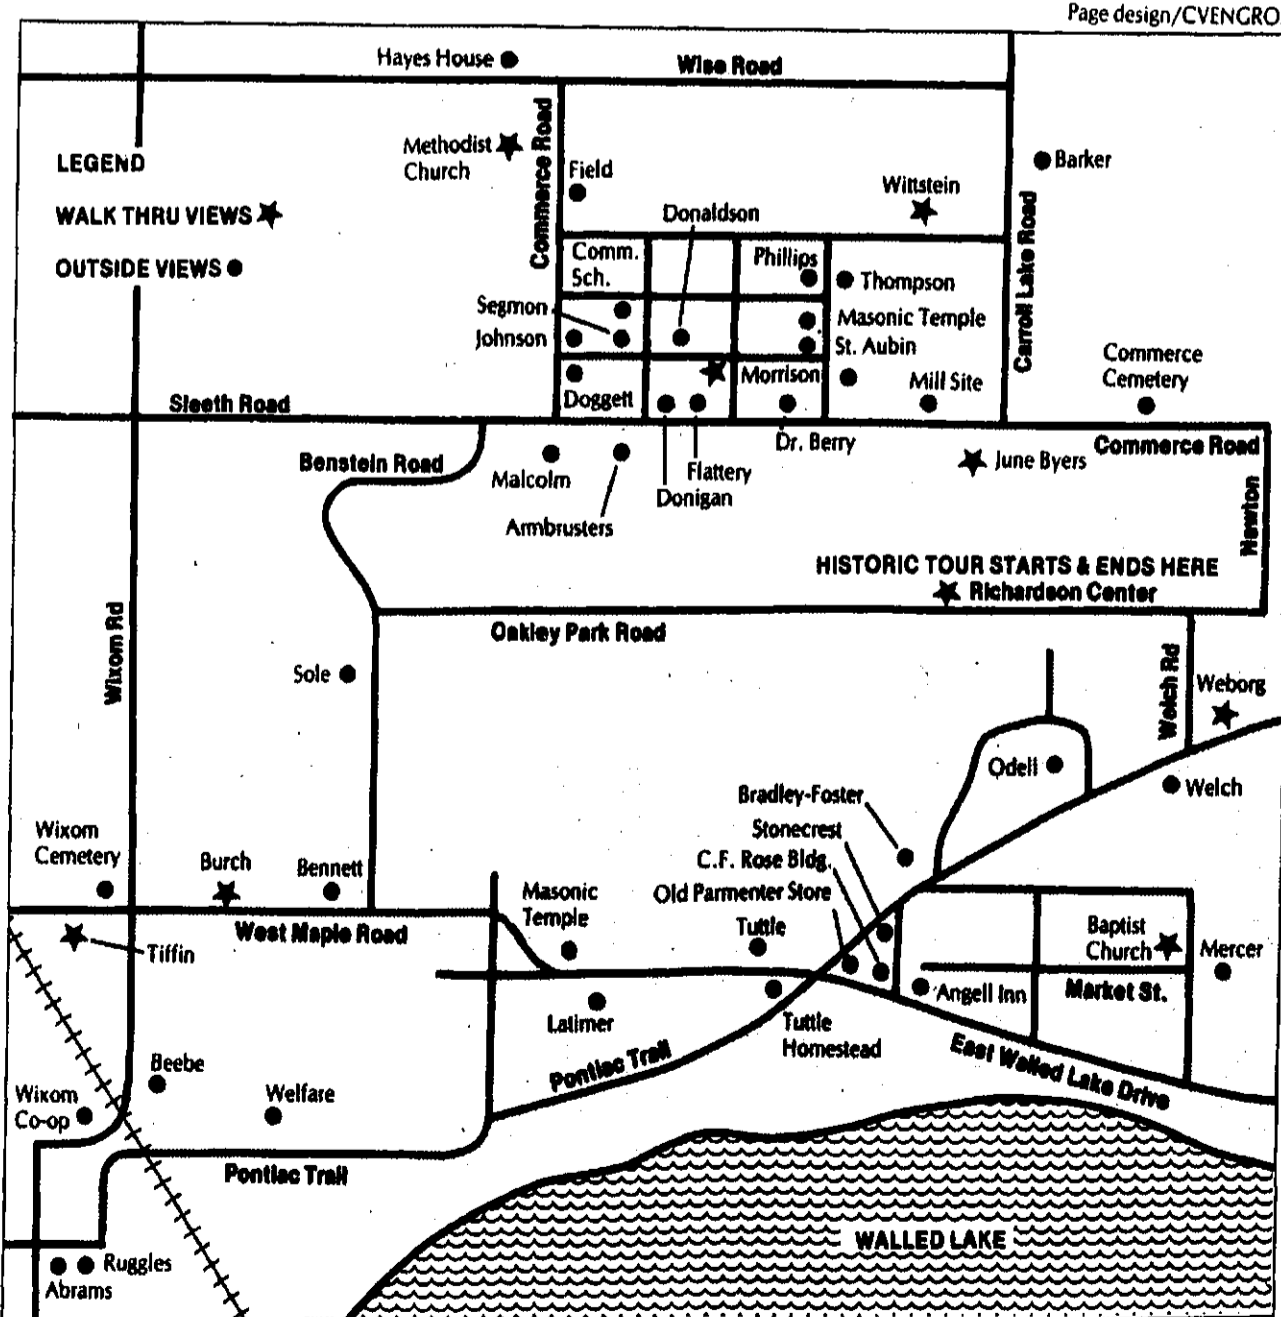 Page design/CVENGRO
Hayes House
Wise Road
Methodist
Church
Commerce Road
Field
Wittstein
Barker
LEGEND
WALK THRU VIEWS
OUTSIDE VIEWS
Donaldson
Comm.
Sch.
Phillips
Thompson
Carroll Lake Road
Segmon
Johnson
Masonic Temple
St. Aubin
Commerce
Cemetery
Doggett
Morrison
Mill Site
Sleeth Road
Dr. Berry
Commerce Road
Benstein Road
Malcolm
Flattery
Donigan
June Byers
Armbrusters
Newton
HISTORIC TOUR STARTS & ENDS HERE
Richardson Center
Oakley Park Road
Wixom Rd
Sole
Welch Rd
Weborg
Odell
Welch
Bradley-Foster
Stonecrest
C.F. Rose Bldg.
Old Parmenter Store
Wixom
Cemetery
Burch
Bennett
Masonic
Temple
Tuttle
Baptist
Church
Mercer
West Maple Road
Tiffin
Angell Inn
Market St.
Latimer
Tuttle
Homestead
Pontiac Trail
East Walled Lake Drive
Beebe
Wixom
Co-op
Welfare
Pontiac Trail
WALLED LAKE
Ruggles
Abrams